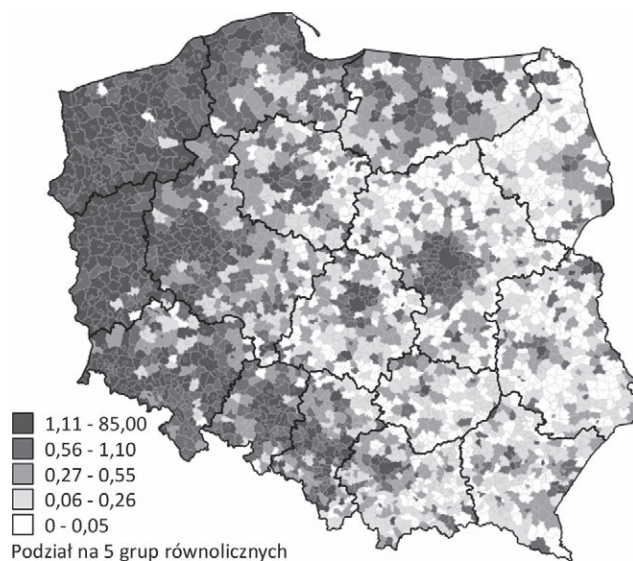 1,11 - 85,00
0,56 - 1,10
0,27 - 0,55
0,06 - 0,26
0 - 0,05
Podział na 5 grup równolicznych